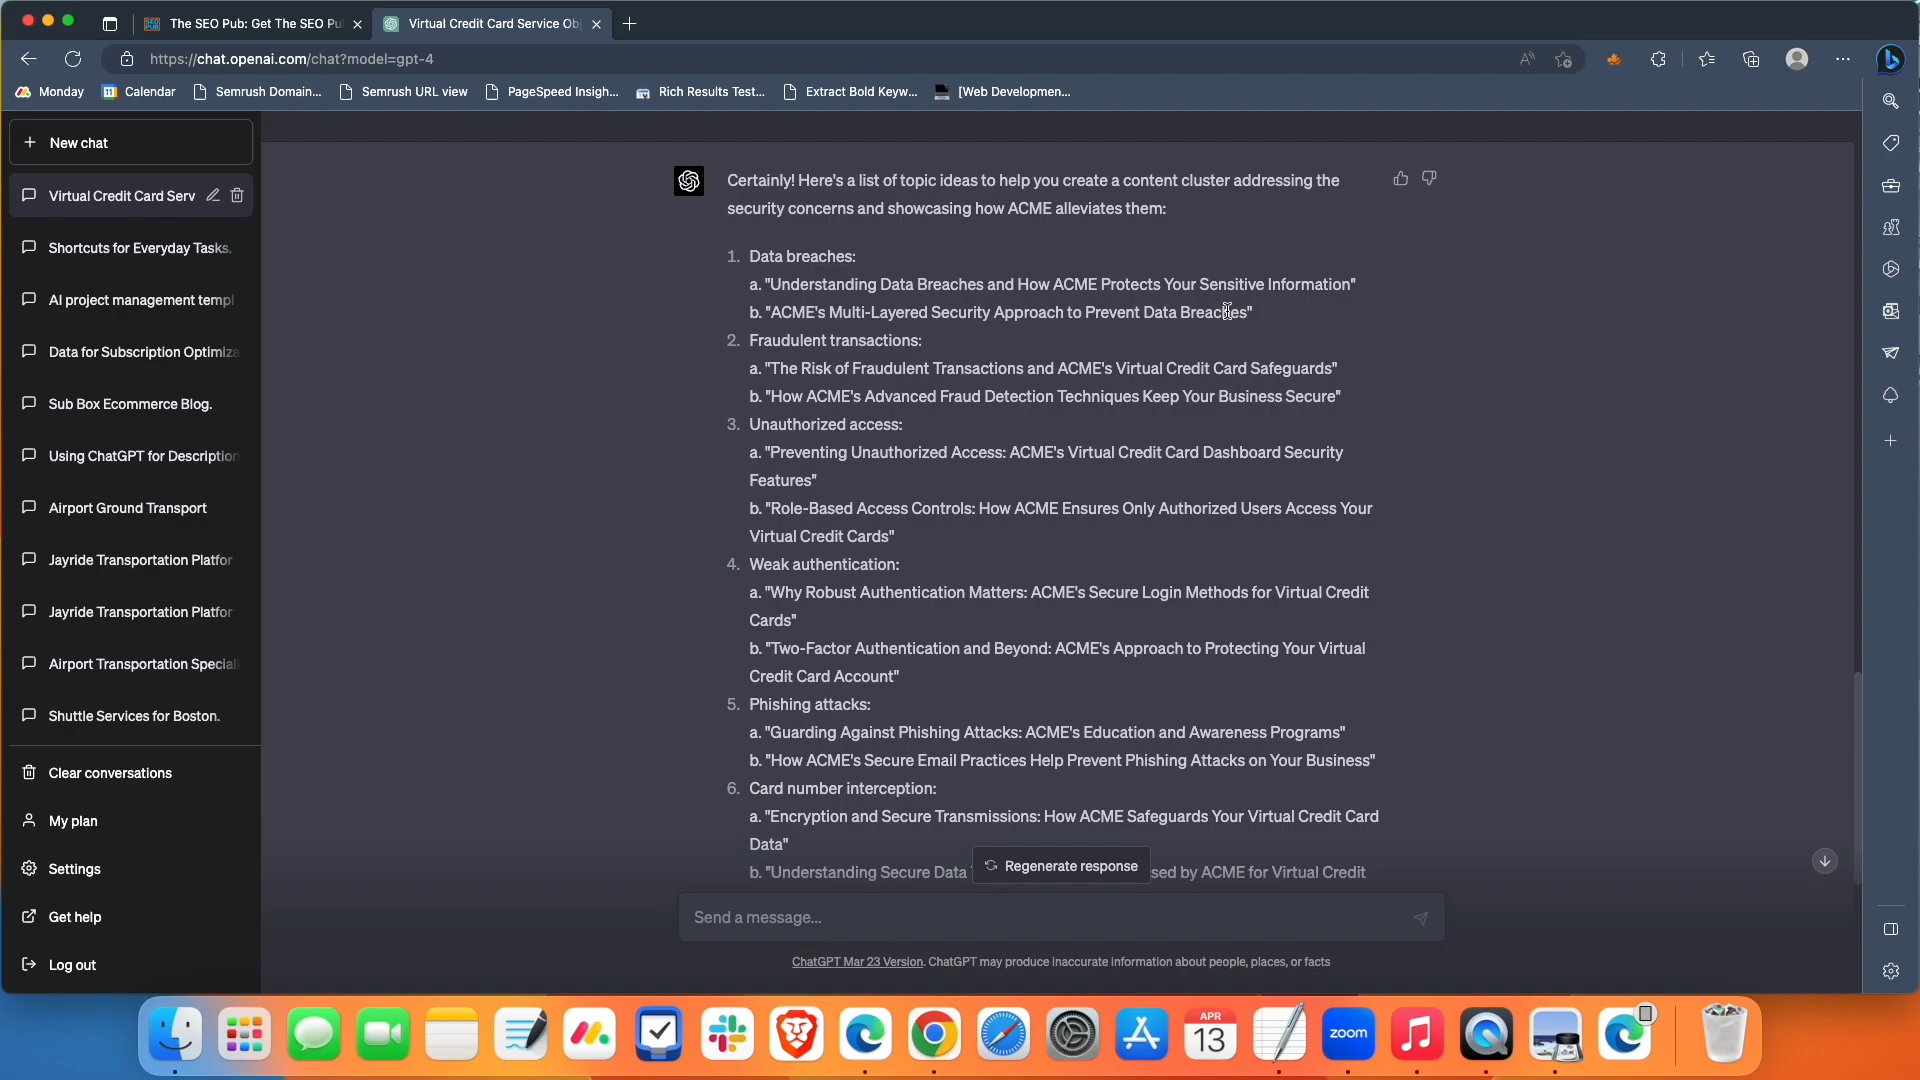 The SEO Pub: Get The SEO Pu
Virtual Credit Card Service Ob
https://chat.openai.com/chat?model=gpt-4
Monday
Calendar
Semrush Domain...
Semrush URL view
PageSpeed Insigh...
Rich Results Test...
Extract Bold Keyw...
[Web Developmen...
New chat
Virtual Credit Card Serv
Shortcuts for Everyday Tasks.
AI project management templ
Data for Subscription Optimiza
Sub Box Ecommerce Blog.
Using ChatGPT for Description
Airport Ground Transport
Jayride Transportation Platfor
Jayride Transportation Platfor
Airport Transportation Special
Shuttle Services for Boston.
Clear conversations
My plan
Settings
Get help
Log out
Certainly! Here's a list of topic ideas to help you create a content cluster addressing the
security concerns and showcasing how ACME alleviates them:
1. Data breaches:
a. "Understanding Data Breaches and How ACME Protects Your Sensitive Information"
b. "ACME's Multi-Layered Security Approach to Prevent Data Breaches"
2. Fraudulent transactions:
a. "The Risk of Fraudulent Transactions and ACME's Virtual Credit Card Safeguards"
b. "How ACME's Advanced Fraud Detection Techniques Keep Your Business Secure"
3. Unauthorized access:
a. "Preventing Unauthorized Access: ACME's Virtual Credit Card Dashboard Security
Features"
b. "Role-Based Access Controls: How ACME Ensures Only Authorized Users Access Your
Virtual Credit Cards"
4. Weak authentication:
a. "Why Robust Authentication Matters: ACME's Secure Login Methods for Virtual Credit
Cards"
b. "Two-Factor Authentication and Beyond: ACME's Approach to Protecting Your Virtual
Credit Card Account"
5. Phishing attacks:
a. "Guarding Against Phishing Attacks: ACME's Education and Awareness Programs"
b. "How ACME's Secure Email Practices Help Prevent Phishing Attacks on Your Business"
6. Card number interception:
a. "Encryption and Secure Transmissions: How ACME Safeguards Your Virtual Credit Card
Data"
b. "Understanding Secure Data sed by ACME for Virtual Credit
Regenerate response
Send a message...
ChatGPT Mar 23 Version. ChatGPT may produce inaccurate information about people, places, or facts
APR
13
zoom